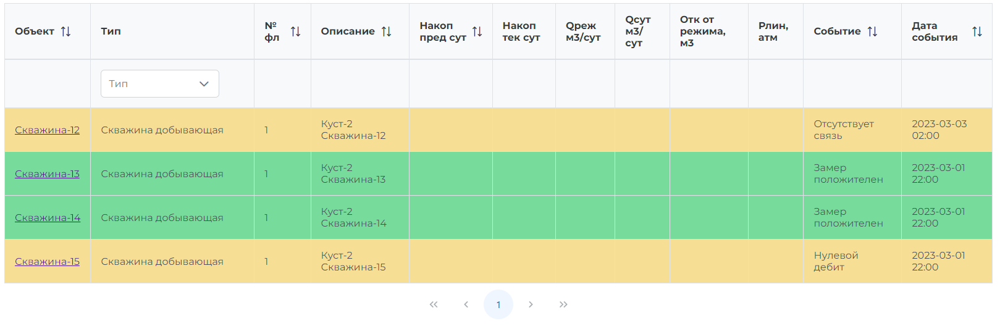 Объект Тип № фл Описание Накоп пред сут Накоп тек сут Qреж м3/сут Qсут м3/ сут Отк от режима, м3 Рлин, атм Событие Дата события
Тип
Скважина-12 Скважина добывающая 1 Куст-2 Скважина-12 Отсутствует связь 2023-03-03 02:00
Скважина-13 Скважина добывающая 1 Куст-2 Скважина-13 Замер положителен 2023-03-01 22:00
Скважина-14 Скважина добывающая 1 Куст-2 Скважина-14 Замер положителен 2023-03-01 22:00
Скважина-15 Скважина добывающая 1 Куст-2 Скважина-15 Нулевой дебит 2023-03-01 22:00
1